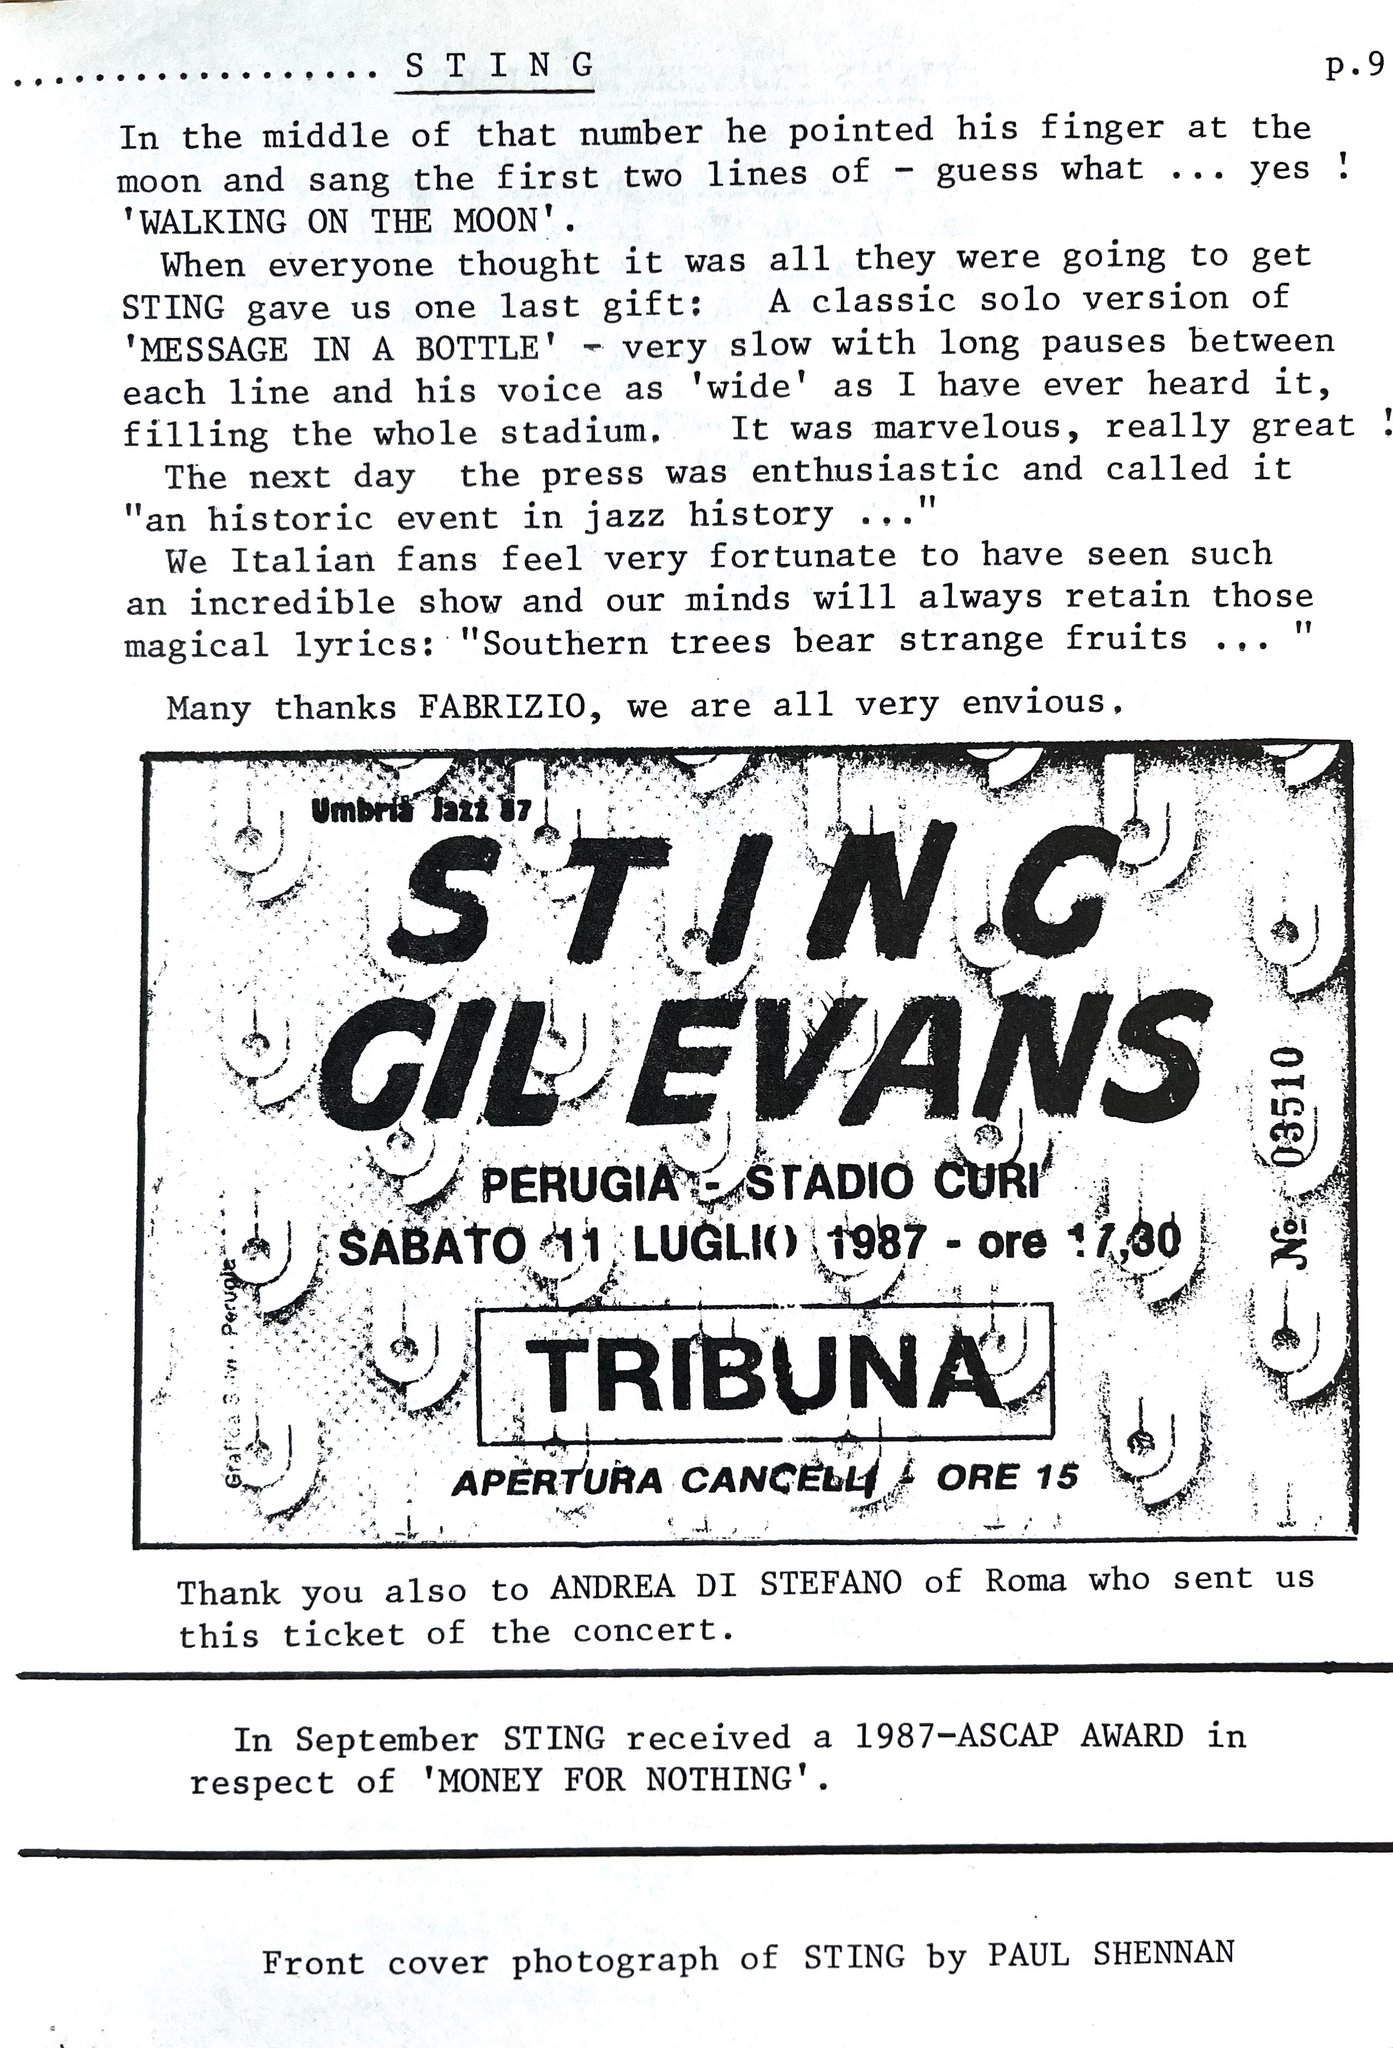 .................. S T I N G p.9
In the middle of that number he pointed his finger at the
moon and sang the first two lines of - guess what ... yes !
'WALKING ON THE MOON'.
When everyone thought it was all they were going to get
STING gave us one last gift: A classic solo version of
'MESSAGE IN A BOTTLE' - very slow with long pauses between
each line and his voice as 'wide' as I have ever heard it,
filling the whole stadium. It was marvelous, really great !
The next day the press was enthusiastic and called it
"an historic event in jazz history ..."
We Italian fans feel very fortunate to have seen such
an incredible show and our minds will always retain those
magical lyrics: "Southern trees bear strange fruits ... "
Many thanks FABRIZIO, we are all very envious.
Umbria Jazz 87
STING
GIL EVANS
PERUGIA - STADIO CURI
SABATO 11 LUGLIO 1987 - ore 17,30
TRIBUNA
APERTURA CANCELLI - ORE 15
No 03510
Grafica - Perugia
Thank you also to ANDREA DI STEFANO of Roma who sent us
this ticket of the concert.
In September STING received a 1987-ASCAP AWARD in
respect of 'MONEY FOR NOTHING'.
Front cover photograph of STING by PAUL SHENNAN